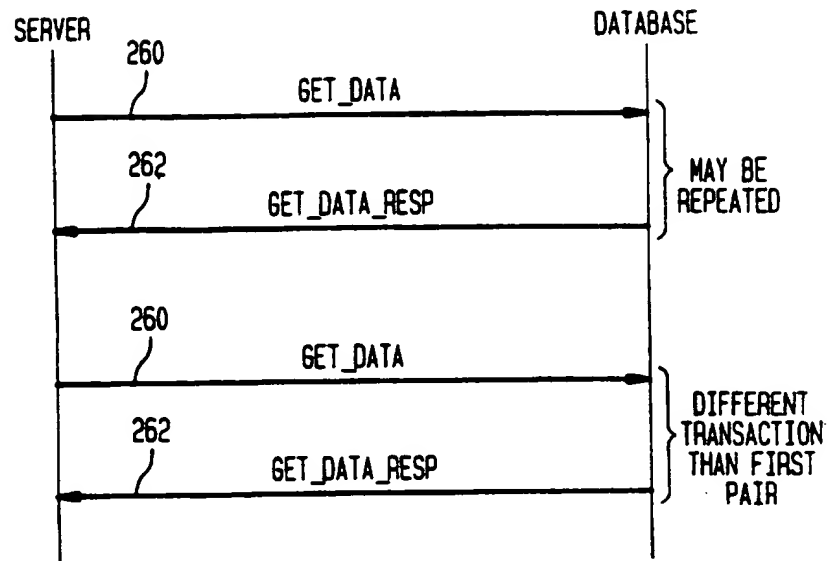 SERVER
DATABASE
260
GET_DATA
262
GET_DATA_RESP
MAY BE
REPEATED
260
GET_DATA
262
GET_DATA_RESP
DIFFERENT
TRANSACTION
THAN FIRST
PAIR